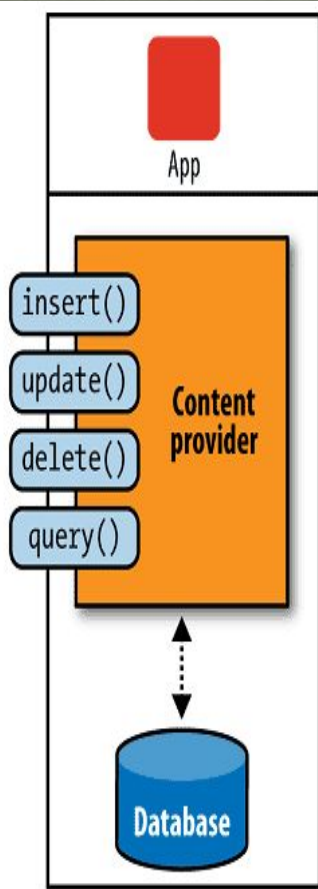 App
insert()
update()
delete()
query()
Content
provider
Database